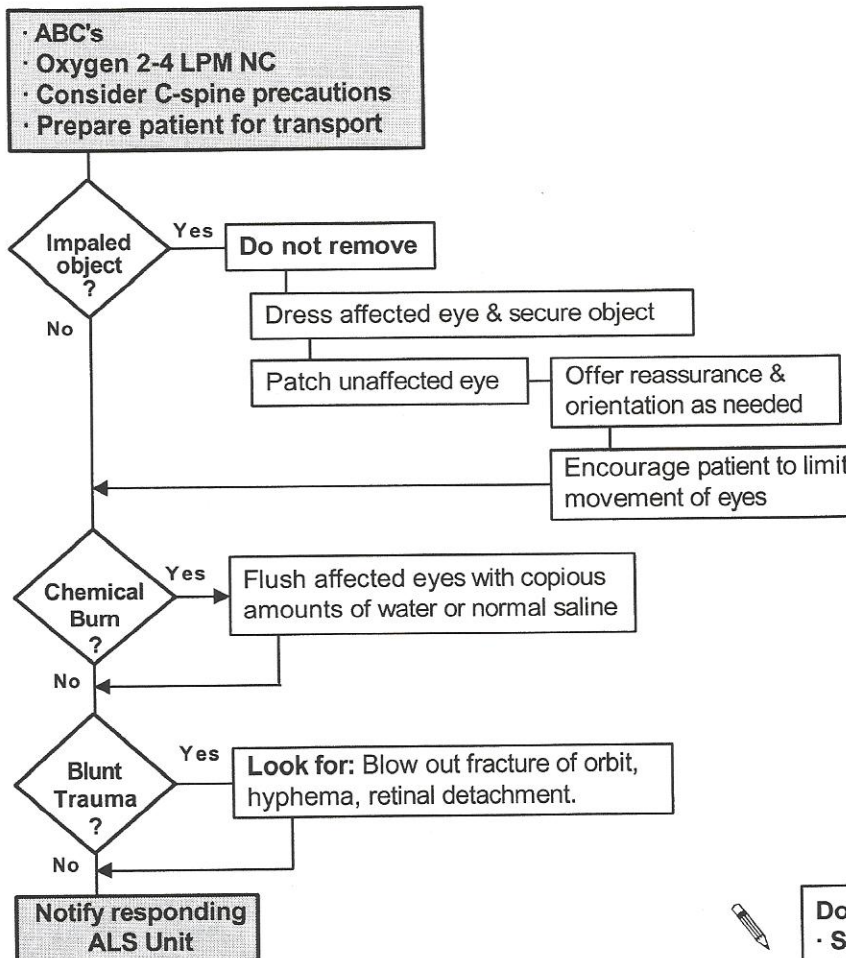 · ABC's
· Oxygen 2-4 LPM NC
· Consider C-spine precautions
· Prepare patient for transport
Impaled
object
?
Yes
Do not remove
No
Dress affected eye & secure object
Patch unaffected eye
Offer reassurance &
orientation as needed
Encourage patient to limit
movement of eyes
Chemical
Burn
?
Yes
Flush affected eyes with copious
amounts of water or normal saline
No
Blunt
Trauma
?
Yes
Look for: Blow out fracture of orbit,
hyphema, retinal detachment.
No
Notify responding
ALS Unit